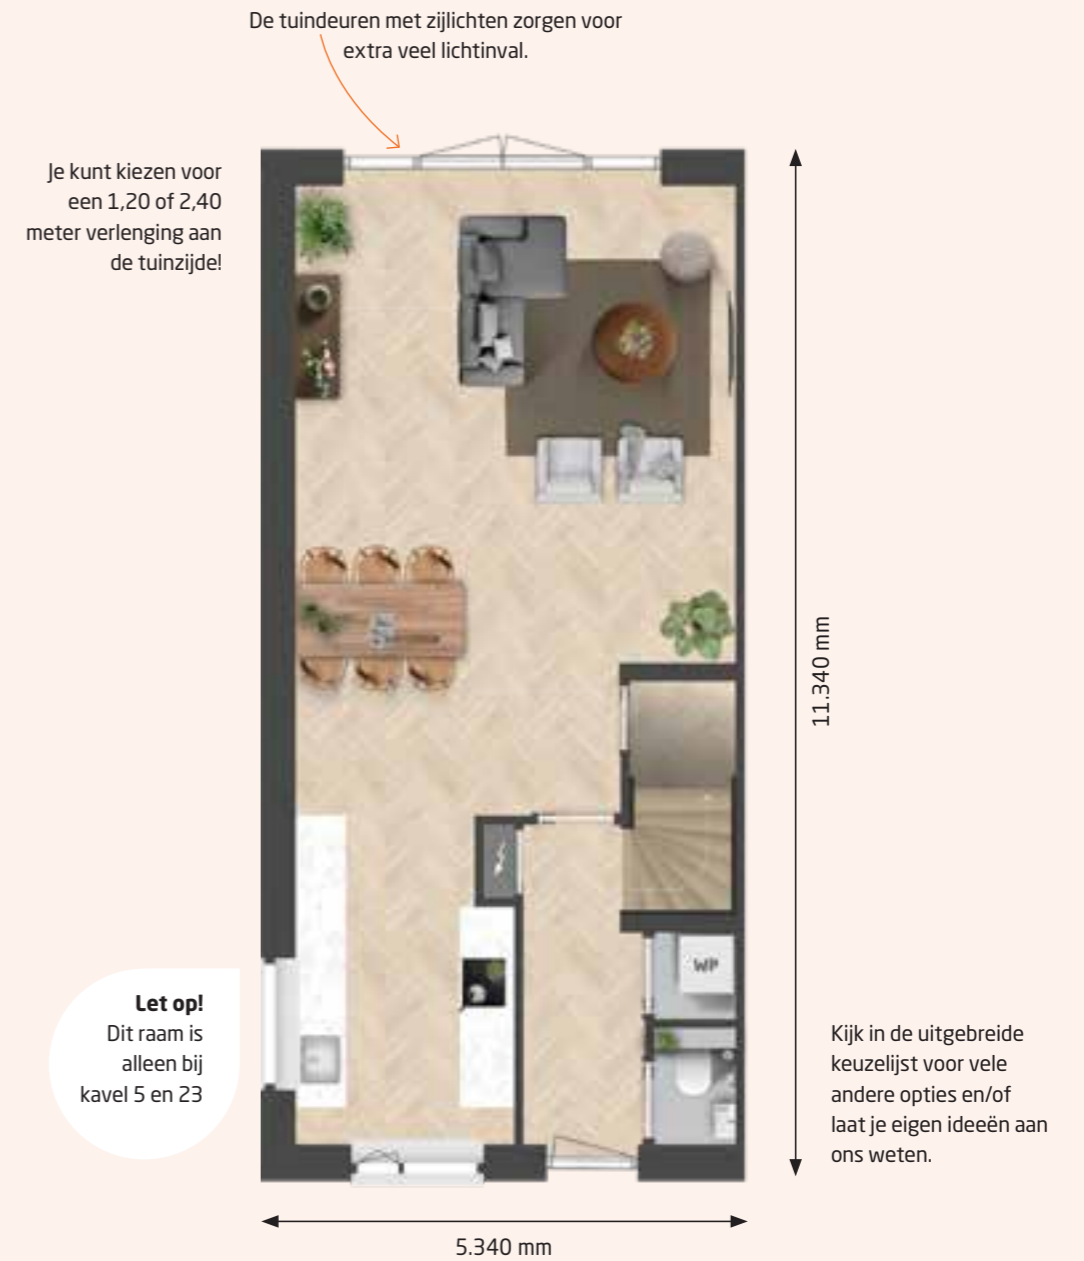 De tuindeuren met zijlichten zorgen voor
extra veel lichtinval.
Je kunt kiezen voor
een 1,20 of 2,40
meter verlenging aan
de tuinzijde!
11.340 mm
WP
Let op!
Dit raam is
alleen bij
kavel 5 en 23
Kijk in de uitgebreide
keuzelijst voor vele
andere opties en/of
laat je eigen ideeën aan
ons weten.
5.340 mm